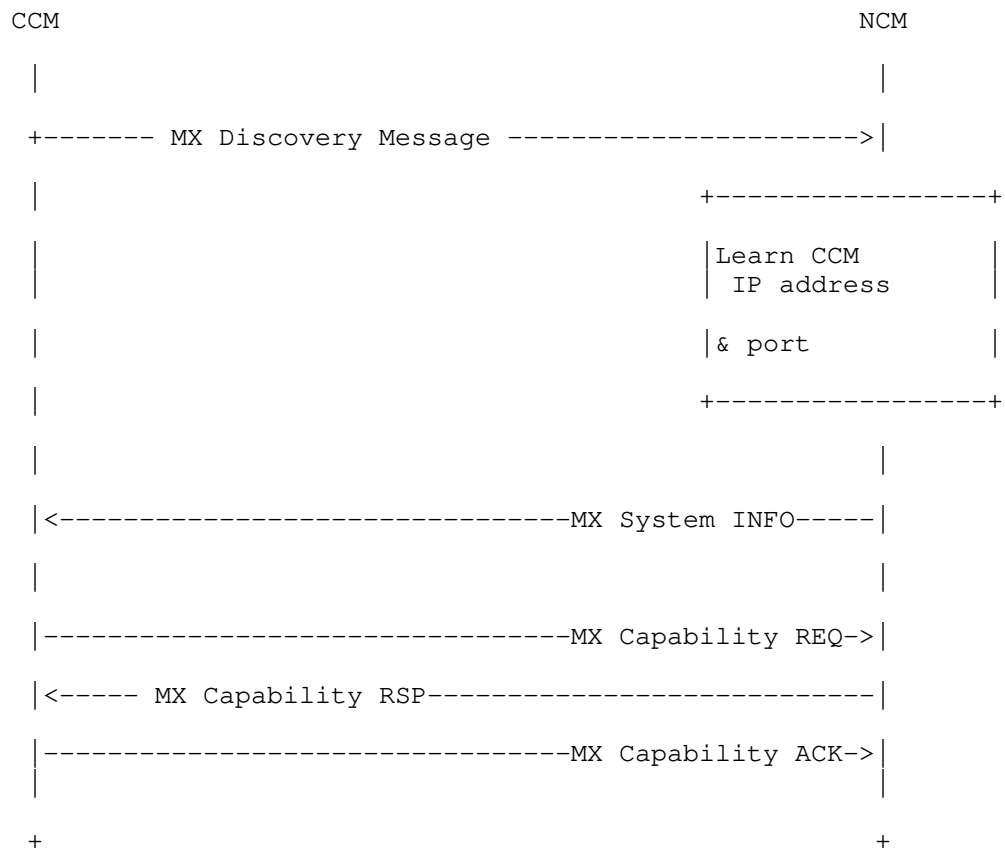 CCM NCM
MX Discovery Message
Learn CCM
IP address
& port
MX System INFO
MX Capability REQ
MX Capability RSP
MX Capability ACK